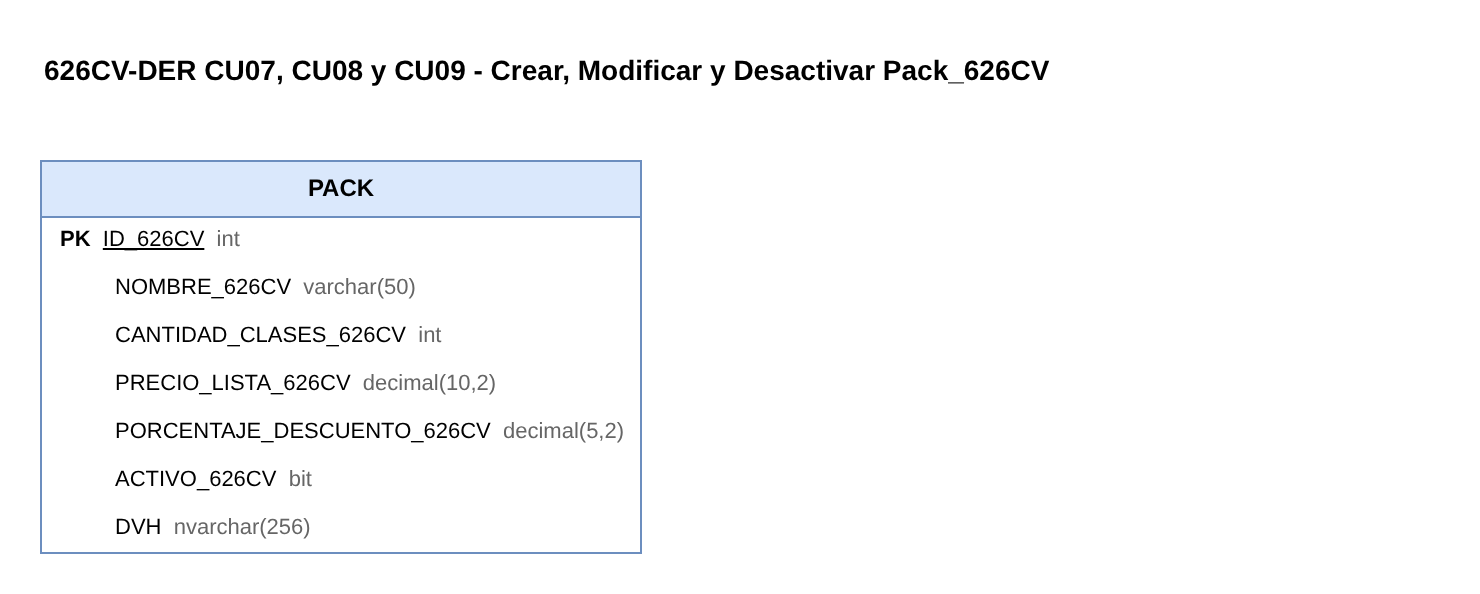 626CV-DER CU07, CU08 y CU09 - Crear, Modificar y Desactivar Pack_626CV
PACK
PK ID_626CV int
NOMBRE_626CV varchar(50)
CANTIDAD_CLASES_626CV int
PRECIO_LISTA_626CV decimal(10,2)
PORCENTAJE_DESCUENTO_626CV decimal(5,2)
ACTIVO_626CV bit
DVH nvarchar(256)